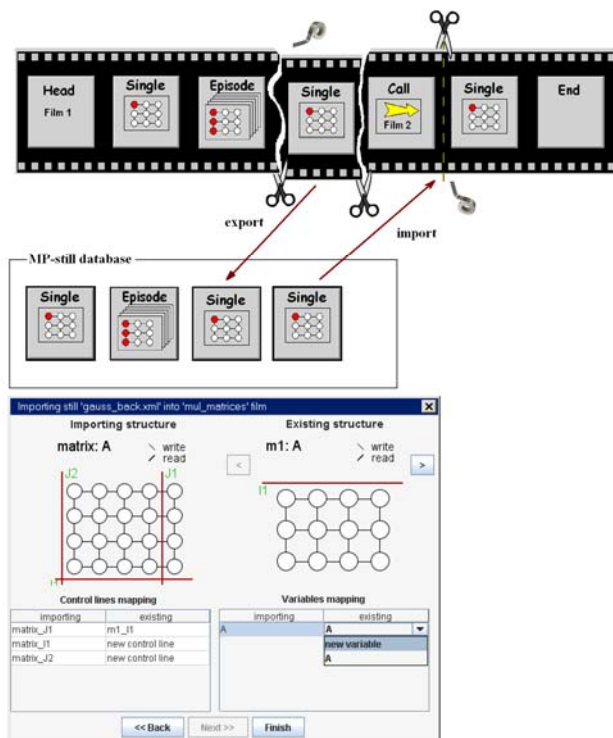 Head
Film 1
Single
Episode
Single
Call
Film 2
Single
End
export
import
MP-still database
Single
Episode
Single
Single
Importing still 'gauss_back.xml' into 'mul_matrices' film
Importing structure
Existing structure
matrix: A
write
read
m1: A
write
read
<
>
J2
J1
I1
I1
Control lines mapping
Variables mapping
importing existing
importing existing
matrix_J1 m1_I1
A A
matrix_I1 new control line
new variable
matrix_J2 new control line
A
<< Back Next >> Finish